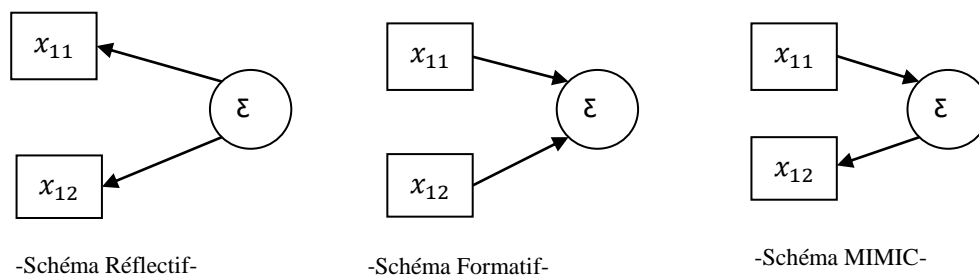 x₁₁
x₁₂
Ɛ
-Schéma Réflectif-
x₁₁
x₁₂
Ɛ
-Schéma Formatif-
x₁₁
x₁₂
Ɛ
-Schéma MIMIC-